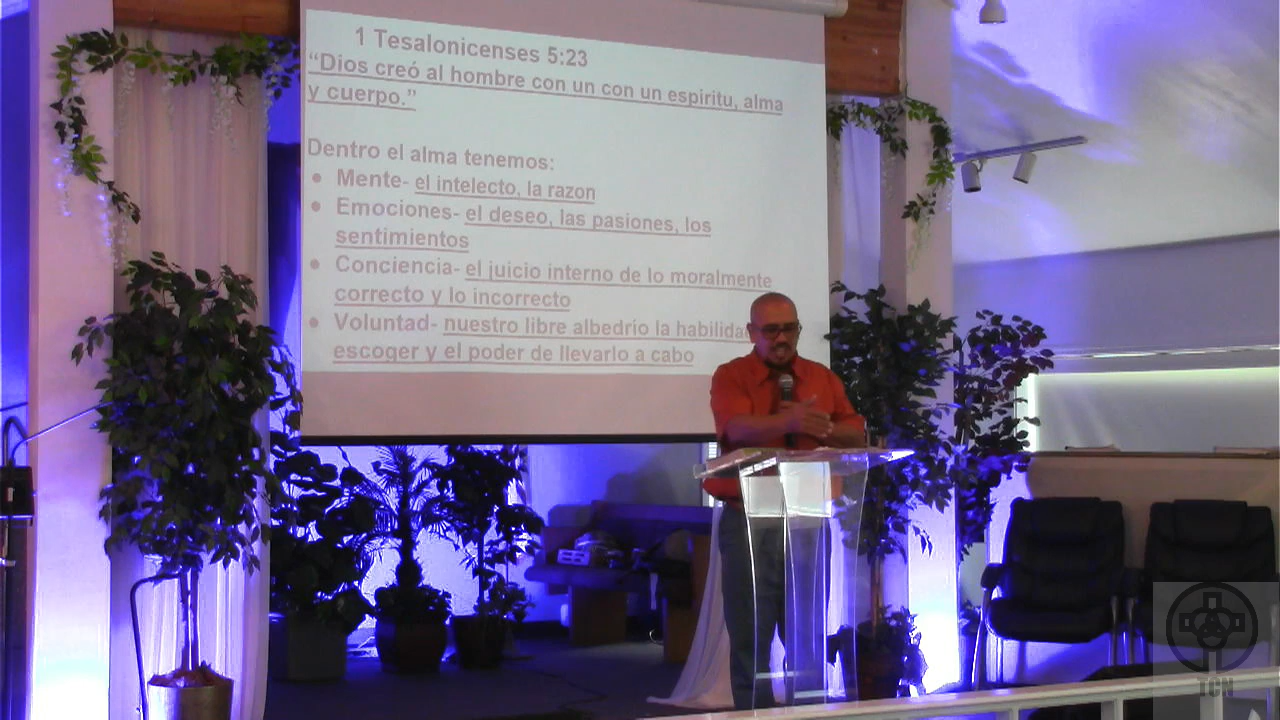 1 Tesalonicenses 5:23
“Dios creó al hombre con un con un espiritu, alma
y cuerpo.”
Dentro el alma tenemos:
● Mente- el intelecto, la razon
● Emociones- el deseo, las pasiones, los
sentimientos
● Conciencia- el juicio interno de lo moralmente
correcto y lo incorrecto
● Voluntad- nuestro libre albedrío la
escoger y el poder de llevarlo a cabo
TCN